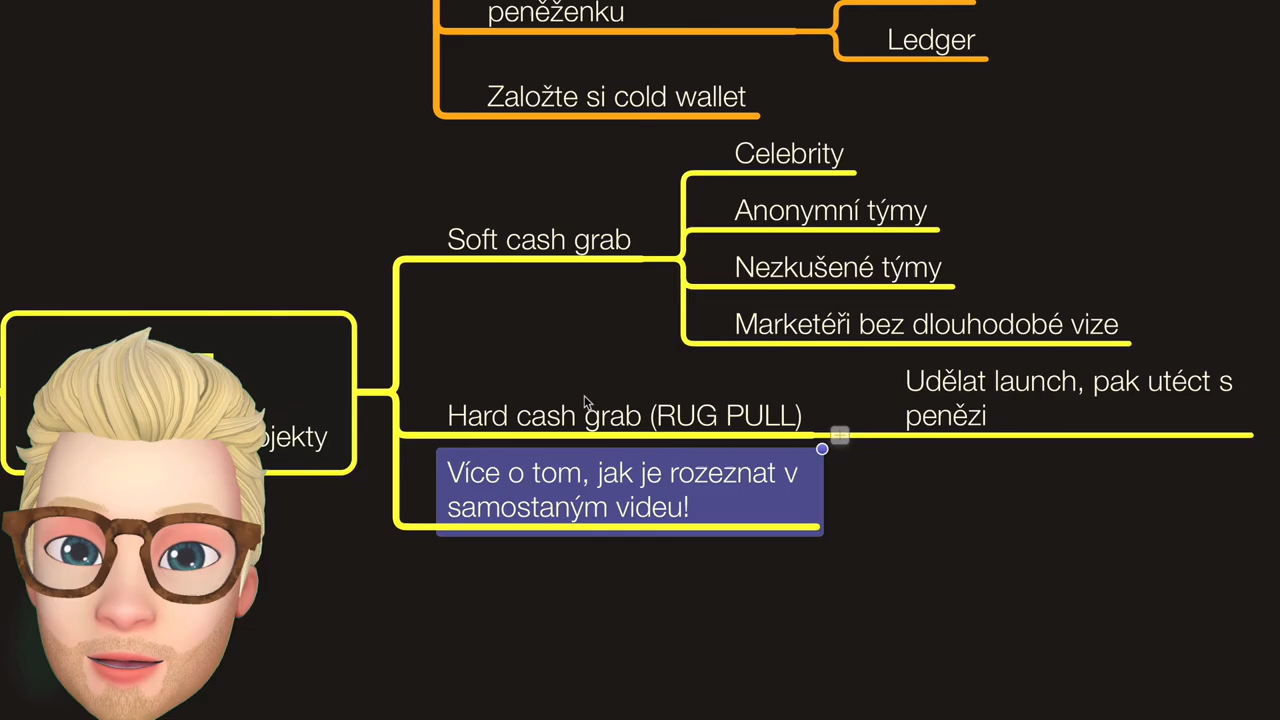 peněženku
Ledger
Založte si cold wallet
Celebrity
Anonymní týmy
Soft cash grab
Nezkušené týmy
Marketéři bez dlouhodobé vize
Udělat launch, pak utéct s
penězi
Hard cash grab (RUG PULL)
Více o tom, jak je rozeznat v
samostaným videu!